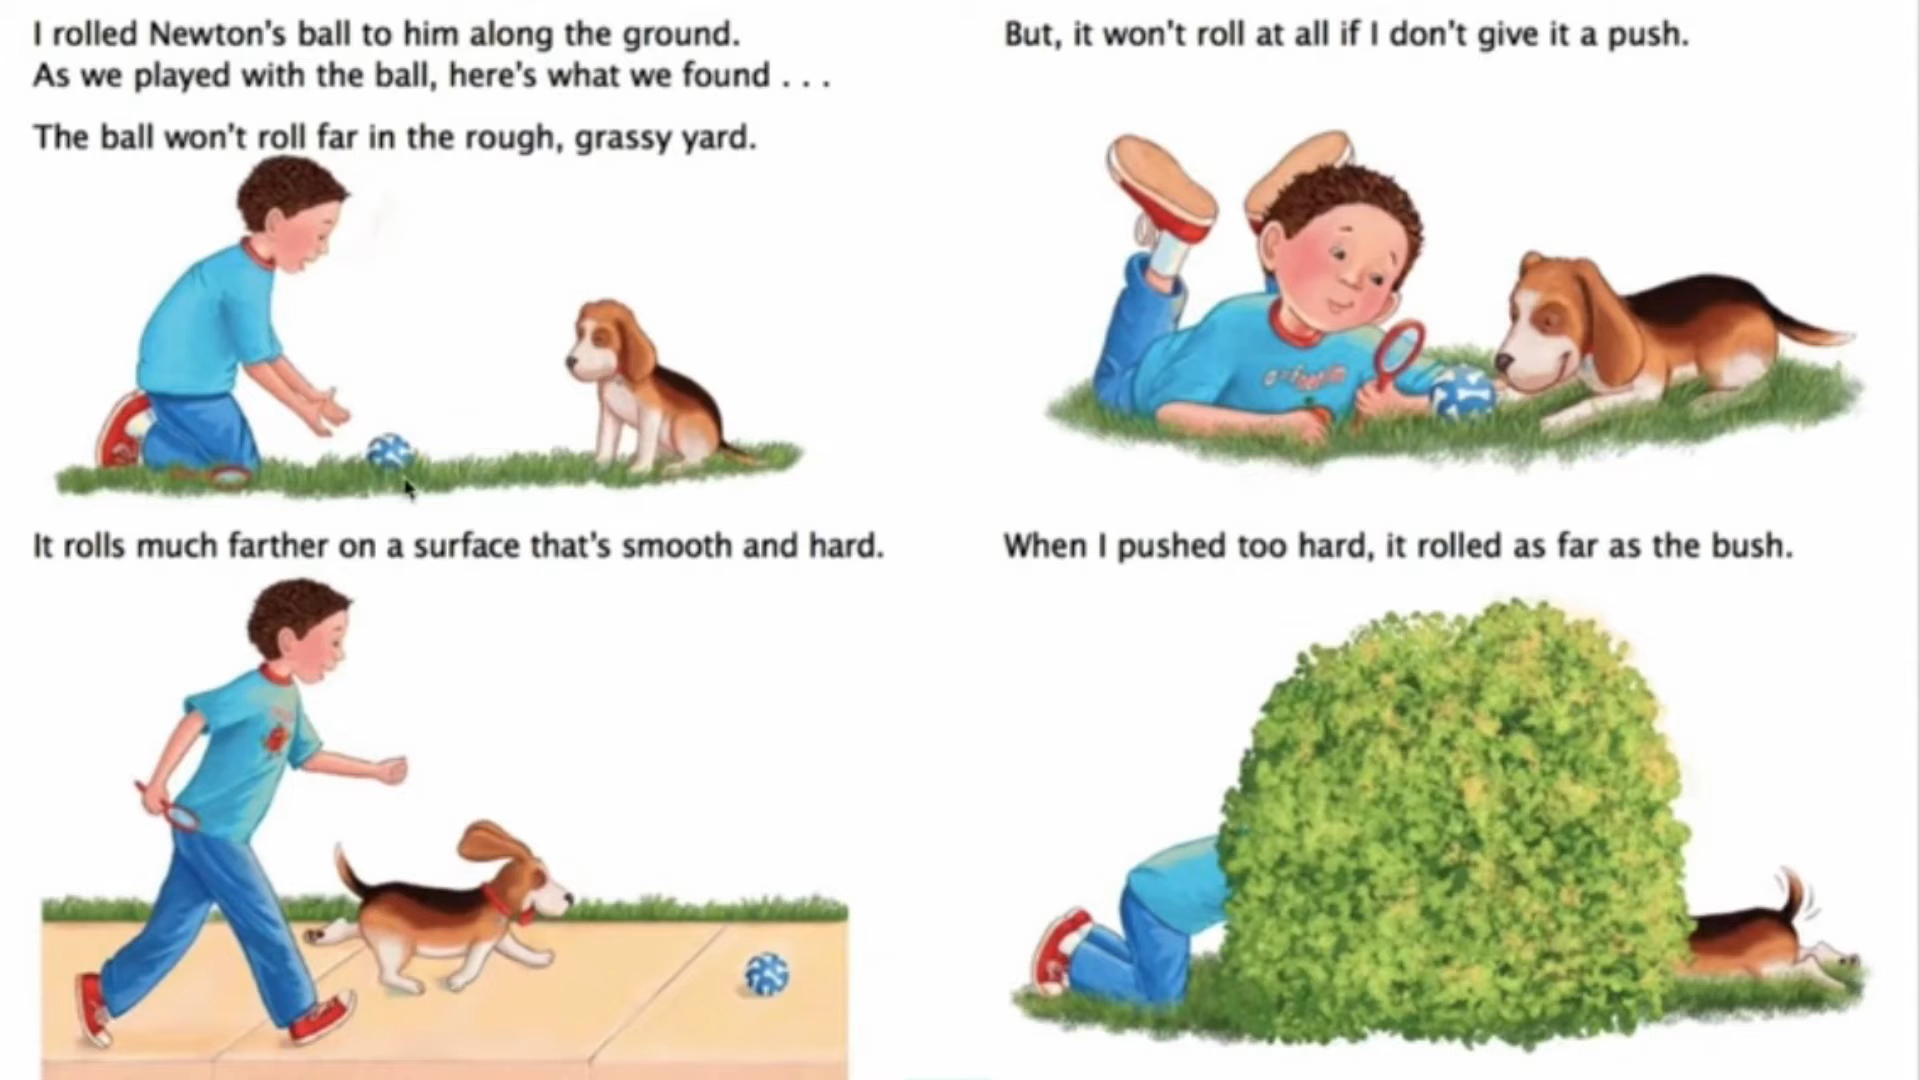 I rolled Newton's ball to him along the ground.
As we played with the ball, here's what we found . . .
The ball won't roll far in the rough, grassy yard.
It rolls much farther on a surface that's smooth and hard.
But, it won't roll at all if I don't give it a push.
When I pushed too hard, it rolled as far as the bush.